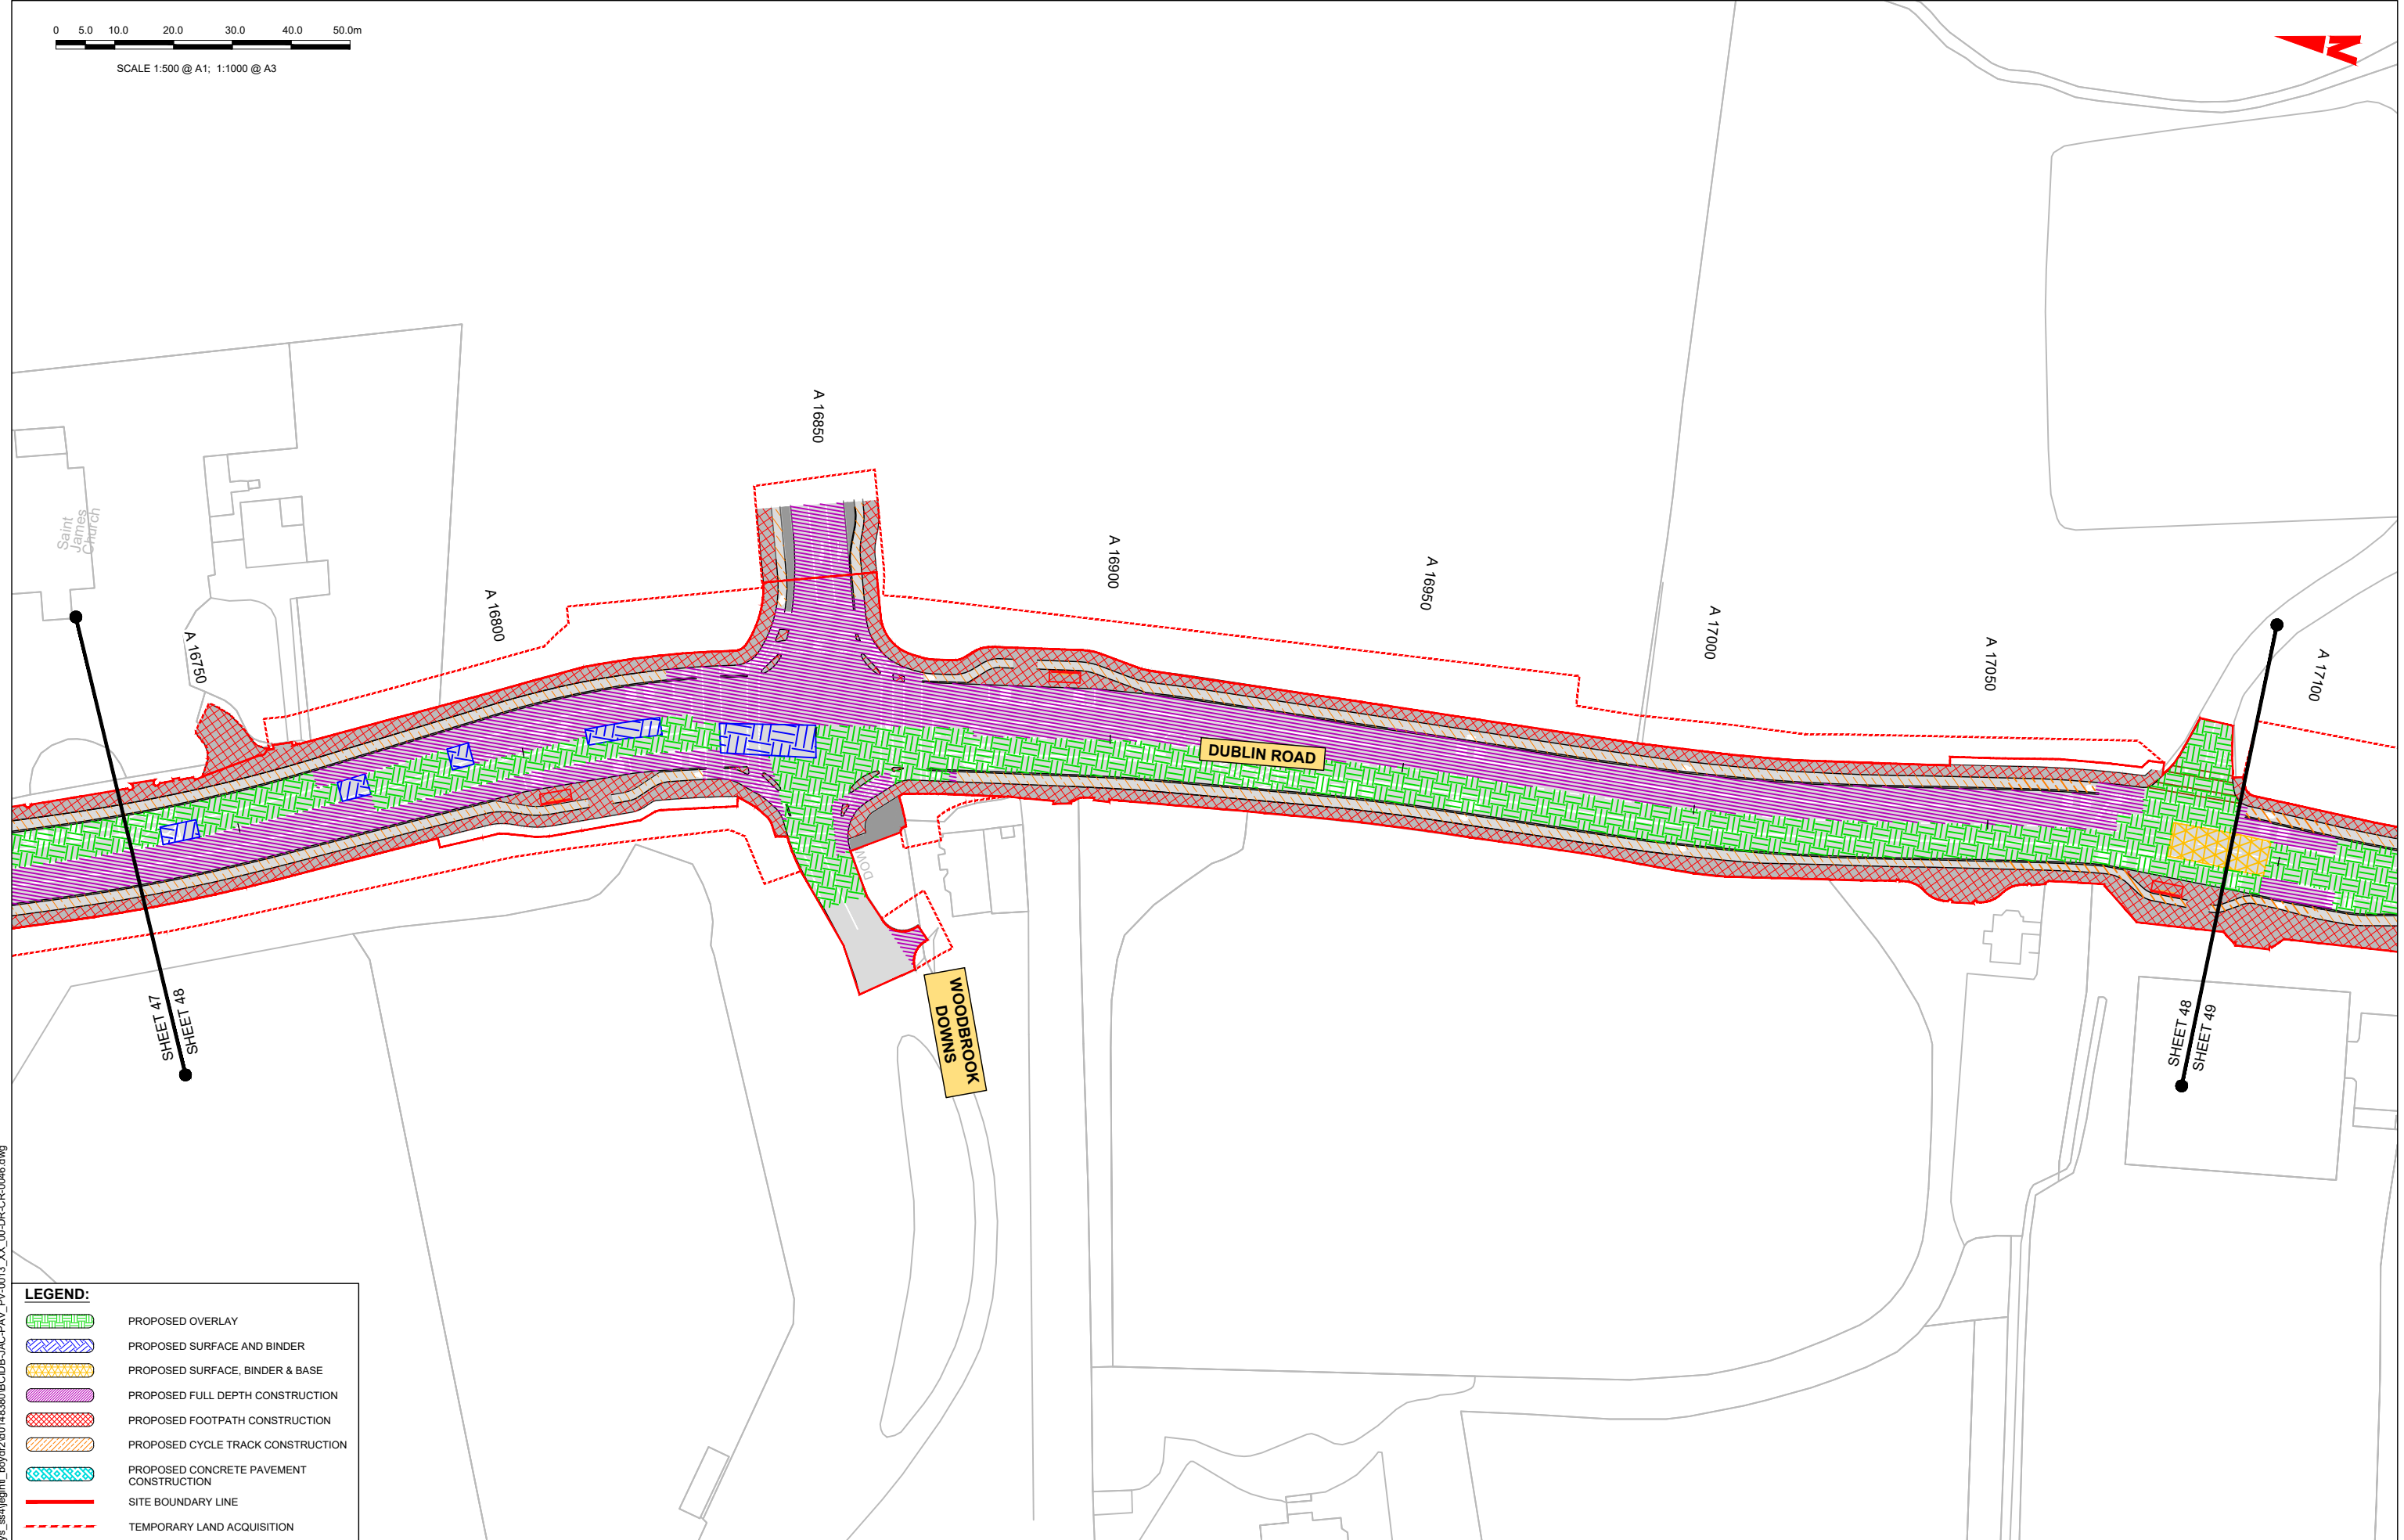 0 5.0 10.0 20.0 30.0 40.0 50.0m
SCALE 1:500 @ A1; 1:1000 @ A3
N
A 16850
Saint
James
Church
A 16750
A 16800
A 16900
A 16950
A 17000
A 17050
A 17100
DUBLIN ROAD
DOW
WOODBROOK
DOWNS
SHEET 47
SHEET 48
SHEET 48
SHEET 49
LEGEND:
PROPOSED OVERLAY
PROPOSED SURFACE AND BINDER
PROPOSED SURFACE, BINDER & BASE
PROPOSED FULL DEPTH CONSTRUCTION
PROPOSED FOOTPATH CONSTRUCTION
PROPOSED CYCLE TRACK CONSTRUCTION
PROPOSED CONCRETE PAVEMENT
CONSTRUCTION
SITE BOUNDARY LINE
TEMPORARY LAND ACQUISITION